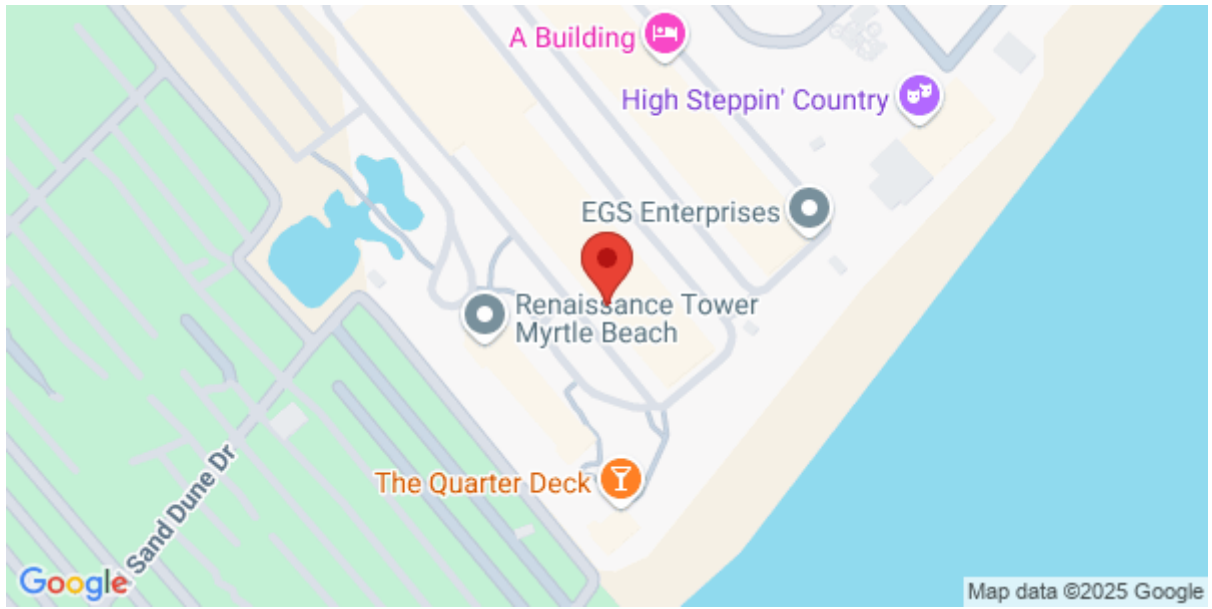 A Building
High Steppin' Country
EGS Enterprises
Renaissance Tower
Myrtle Beach
The Quarter Deck
Sand Dune Dr
Google
Map data ©2025 Google